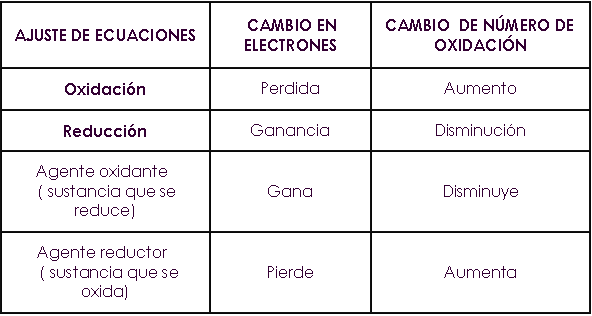 AJUSTE DE ECUACIONES
CAMBIO EN
ELECTRONES
CAMBIO DE NÚMERO DE
OXIDACIÓN
Oxidación
Perdida
Aumento
Reducción
Ganancia
Disminución
Agente oxidante
( sustancia que se
reduce)
Gana
Disminuye
Agente reductor
( sustancia que se
oxida)
Pierde
Aumenta